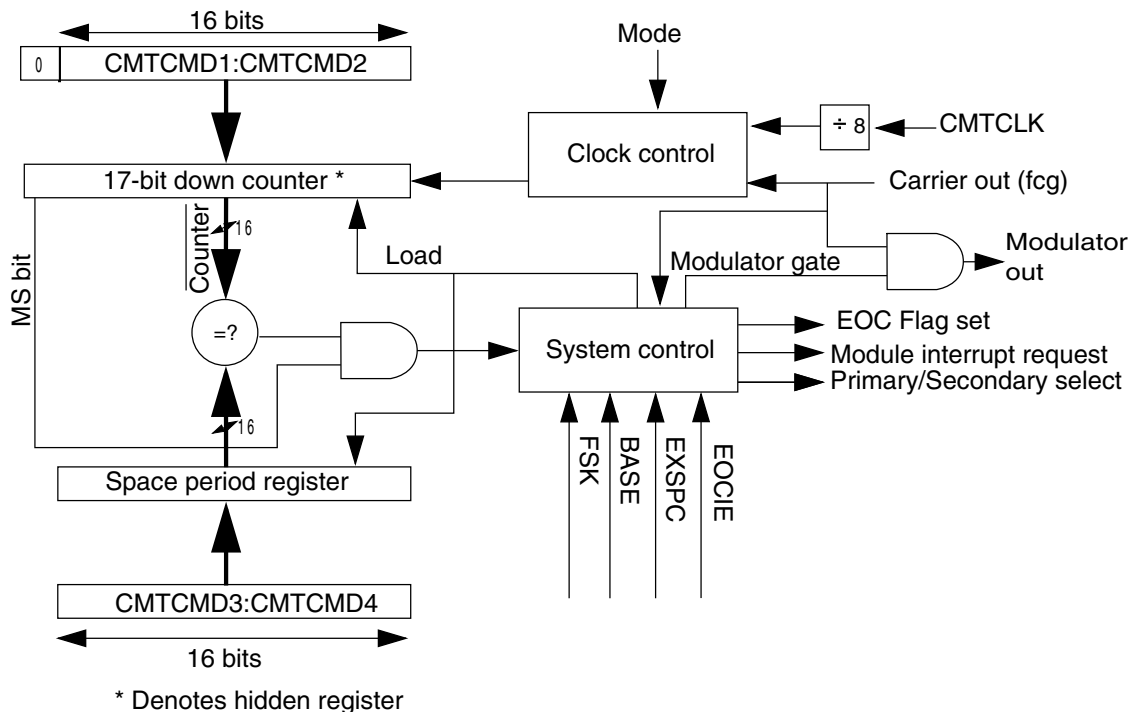 16 bits
0
CMTCMD1:CMTCMD2
Mode
÷ 8
CMTCLK
Clock control
17-bit down counter *
Carrier out (fcg)
MS bit
Counter
16
Load
Modulator gate
Modulator
out
=?
System control
EOC Flag set
Module interrupt request
Primary/Secondary select
16
FSK
BASE
EXSPC
EOCIE
Space period register
CMTCMD3:CMTCMD4
16 bits
* Denotes hidden register